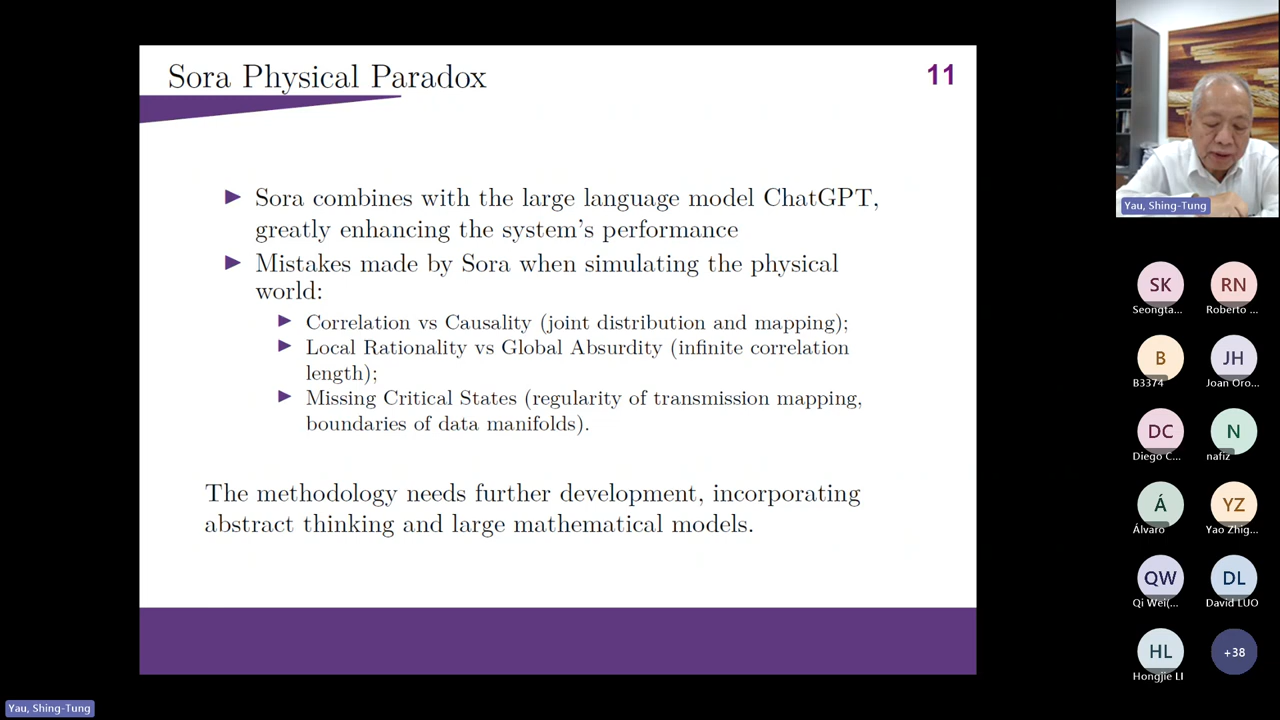 Sora Physical Paradox
11
Sora combines with the large language model ChatGPT,
greatly enhancing the system's performance
Mistakes made by Sora when simulating the physical
world:
Correlation vs Causality (joint distribution and mapping);
Local Rationality vs Global Absurdity (infinite correlation
length);
Missing Critical States (regularity of transmission mapping,
boundaries of data manifolds).
The methodology needs further development, incorporating
abstract thinking and large mathematical models.
Yau, Shing-Tung
SK
Seongta...
RN
Roberto ...
B
B3374
JH
Joan Oro...
DC
Diego C...
N
nafiz
Á
Álvaro
YZ
Yao Zhig...
QW
Qi Wei(...
DL
David LUO
HL
Hongjie LI
+38
Yau, Shing-Tung